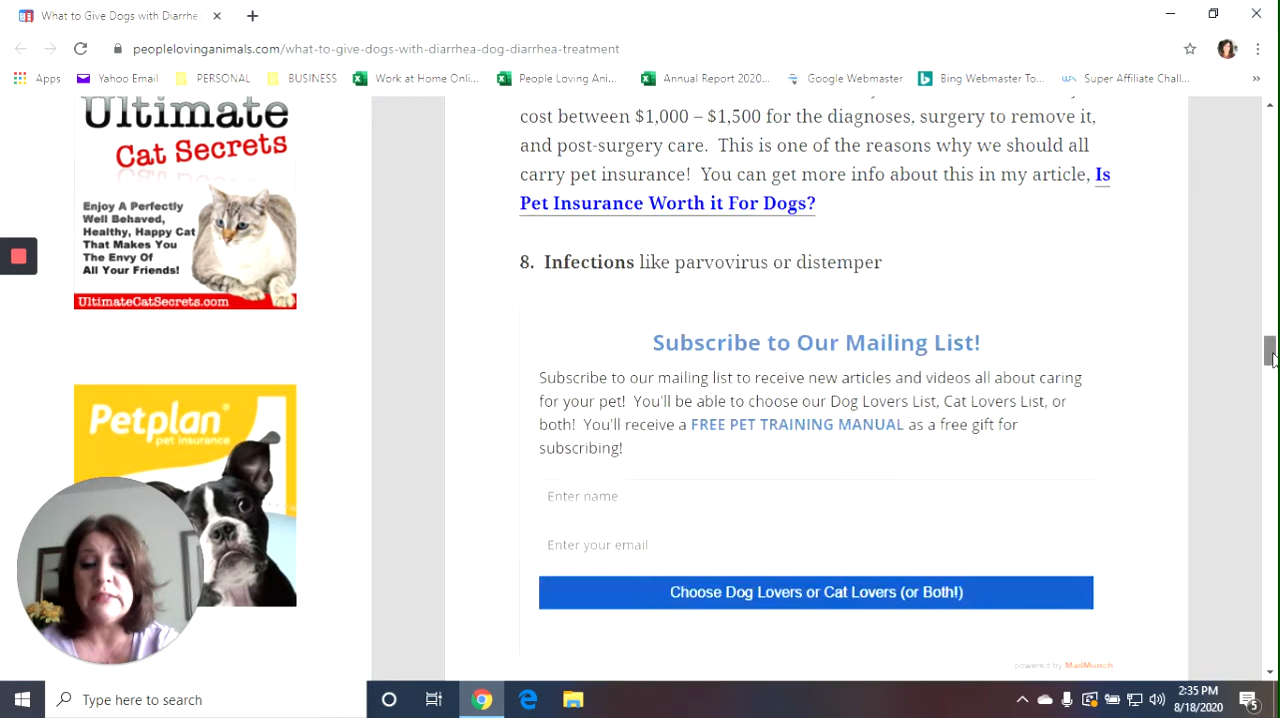 What to Give Dogs with Diarrhe
peoplelovinganimals.com/what-to-give-dogs-with-diarrhea-dog-diarrhea-treatment
Apps Yahoo Email PERSONAL BUSINESS Work at Home Onli... People Loving Ani... Annual Report 2020... Google Webmaster Bing Webmaster To... Super Affiliate Chall... »
Ultimate
Cat Secrets
Enjoy A Perfectly
Well Behaved,
Healthy, Happy Cat
That Makes You
The Envy Of
All Your Friends!
UltimateCatSecrets.com
Petplan®
pet insurance
cost between $1,000 – $1,500 for the diagnoses, surgery to remove it,
and post-surgery care. This is one of the reasons why we should all
carry pet insurance! You can get more info about this in my article, Is
Pet Insurance Worth it For Dogs?
8. Infections like parvovirus or distemper
Subscribe to Our Mailing List!
Subscribe to our mailing list to receive new articles and videos all about caring
for your pet! You'll be able to choose our Dog Lovers List, Cat Lovers List, or
both! You'll receive a FREE PET TRAINING MANUAL as a free gift for
subscribing!
Enter name
Enter your email
Choose Dog Lovers or Cat Lovers (or Both!)
powered by MadMunch
Type here to search
2:35 PM
8/18/2020
5